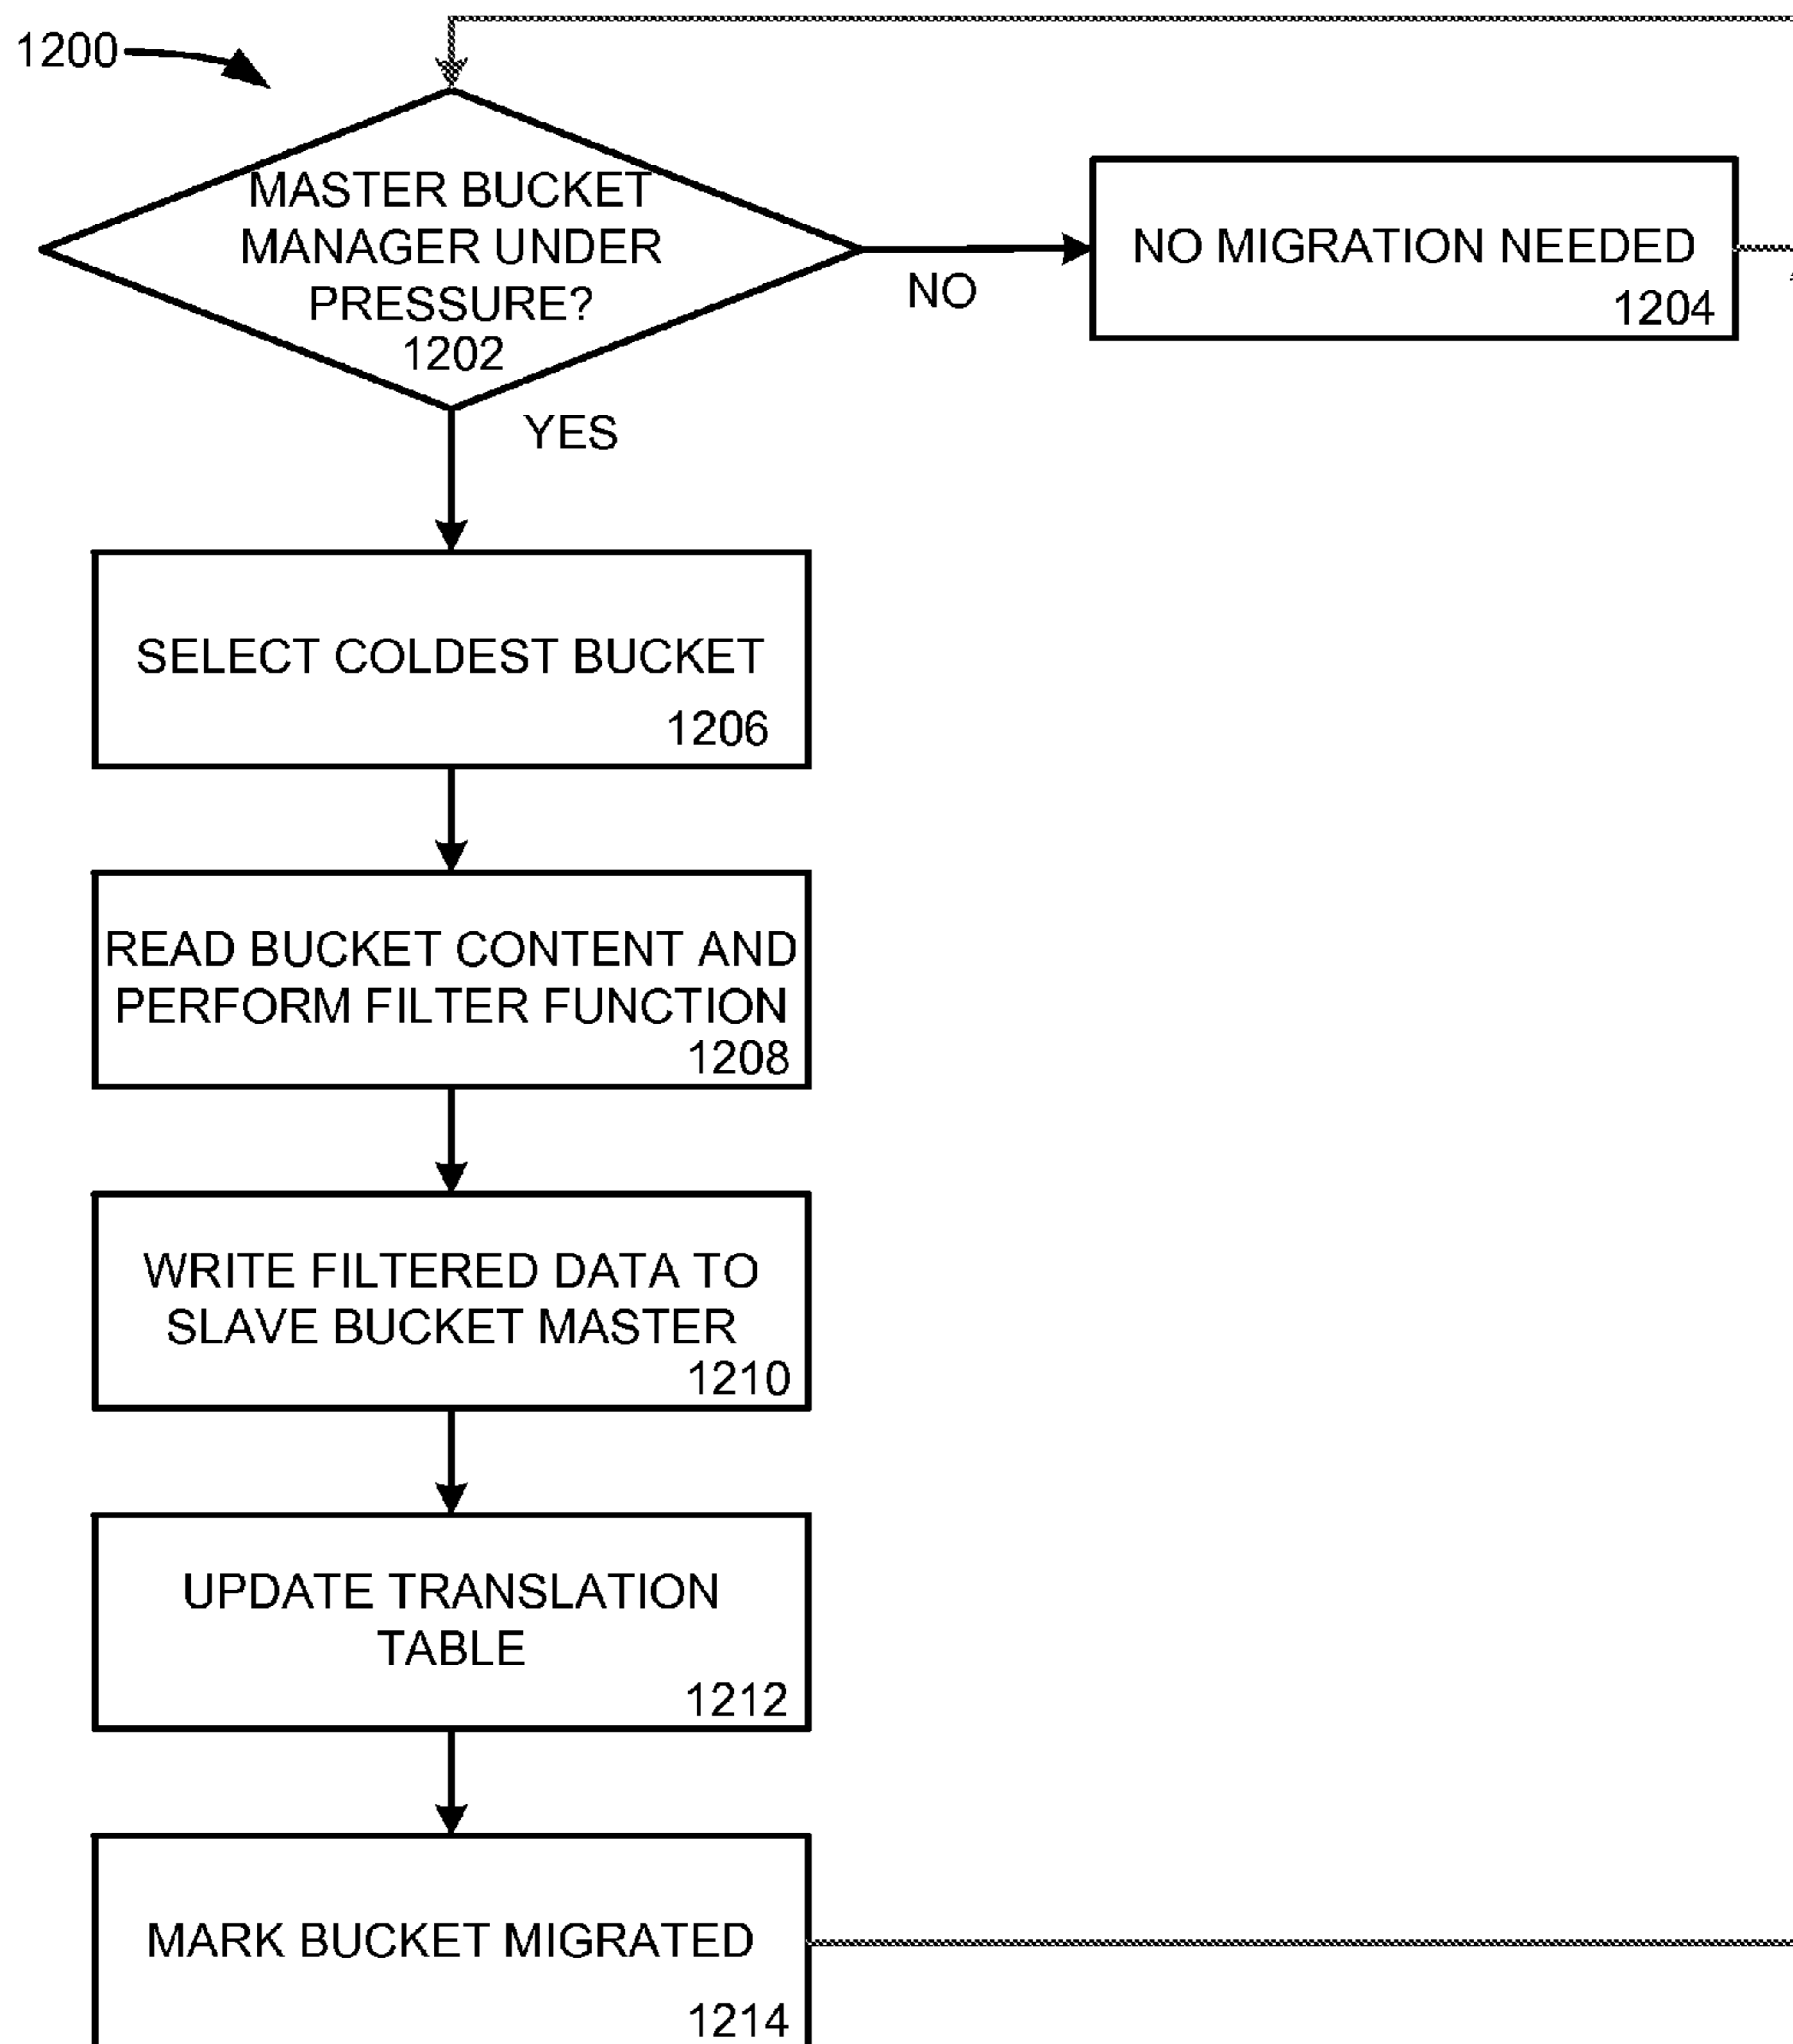 1200
MASTER BUCKET
MANAGER UNDER
PRESSURE?
1202
NO
NO MIGRATION NEEDED
1204
YES
SELECT COLDEST BUCKET
1206
READ BUCKET CONTENT AND
PERFORM FILTER FUNCTION
1208
WRITE FILTERED DATA TO
SLAVE BUCKET MASTER
1210
UPDATE TRANSLATION
TABLE
1212
MARK BUCKET MIGRATED
1214